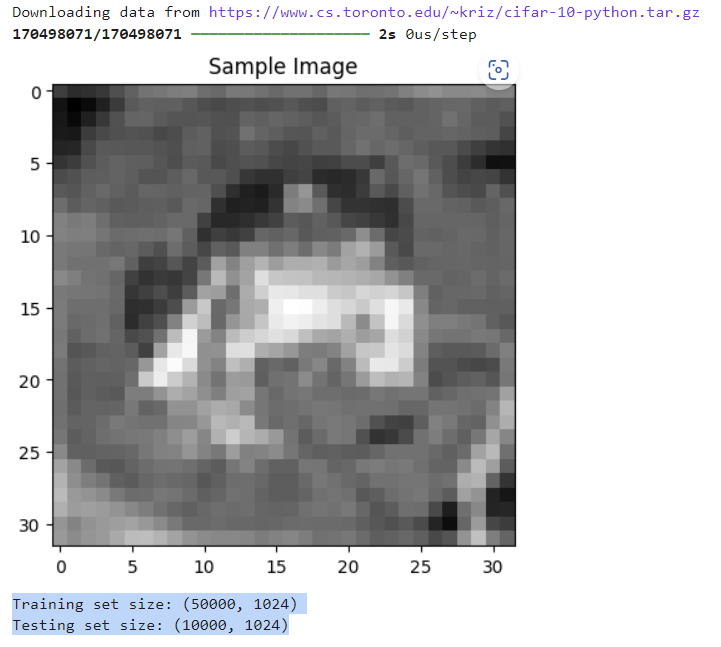 Downloading data from https://www.cs.toronto.edu/~kriz/cifar-10-python.tar.gz
170498071/170498071 ━━━━━━━━━━━━━━━━━━━━ 2s 0us/step
Sample Image
0
5
10
15
20
25
30
0 5 10 15 20 25 30
Training set size: (50000, 1024)
Testing set size: (10000, 1024)